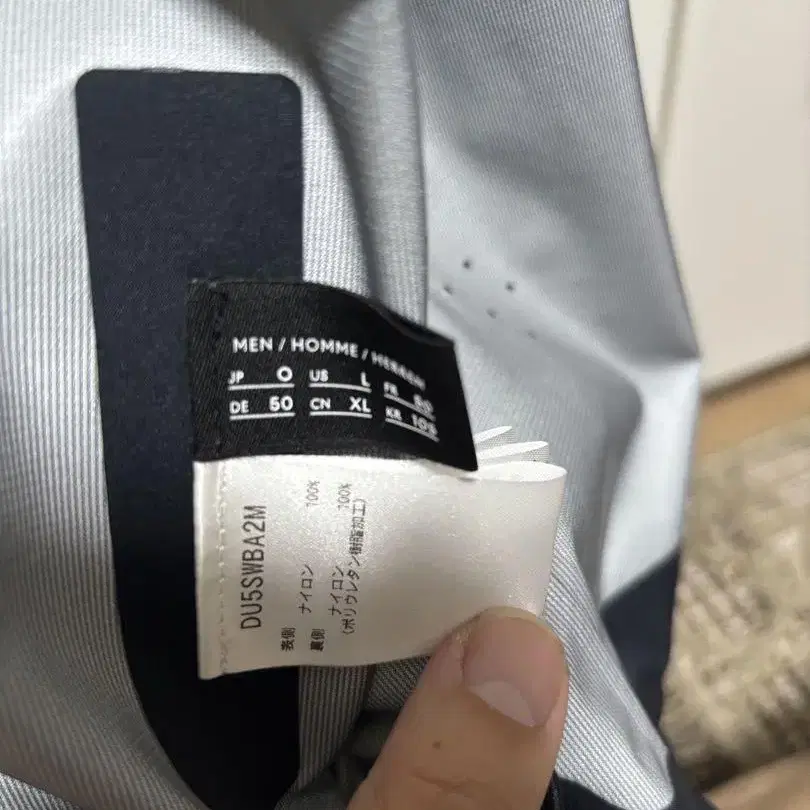 MEN / HOMME / HERREN
JP O US L FR 50
DE 50 CN XL KR 105
DU5SWBA2M
表側 ナイロン 100%
裏側 ナイロン 100%
(ポリウレタン樹脂加工)